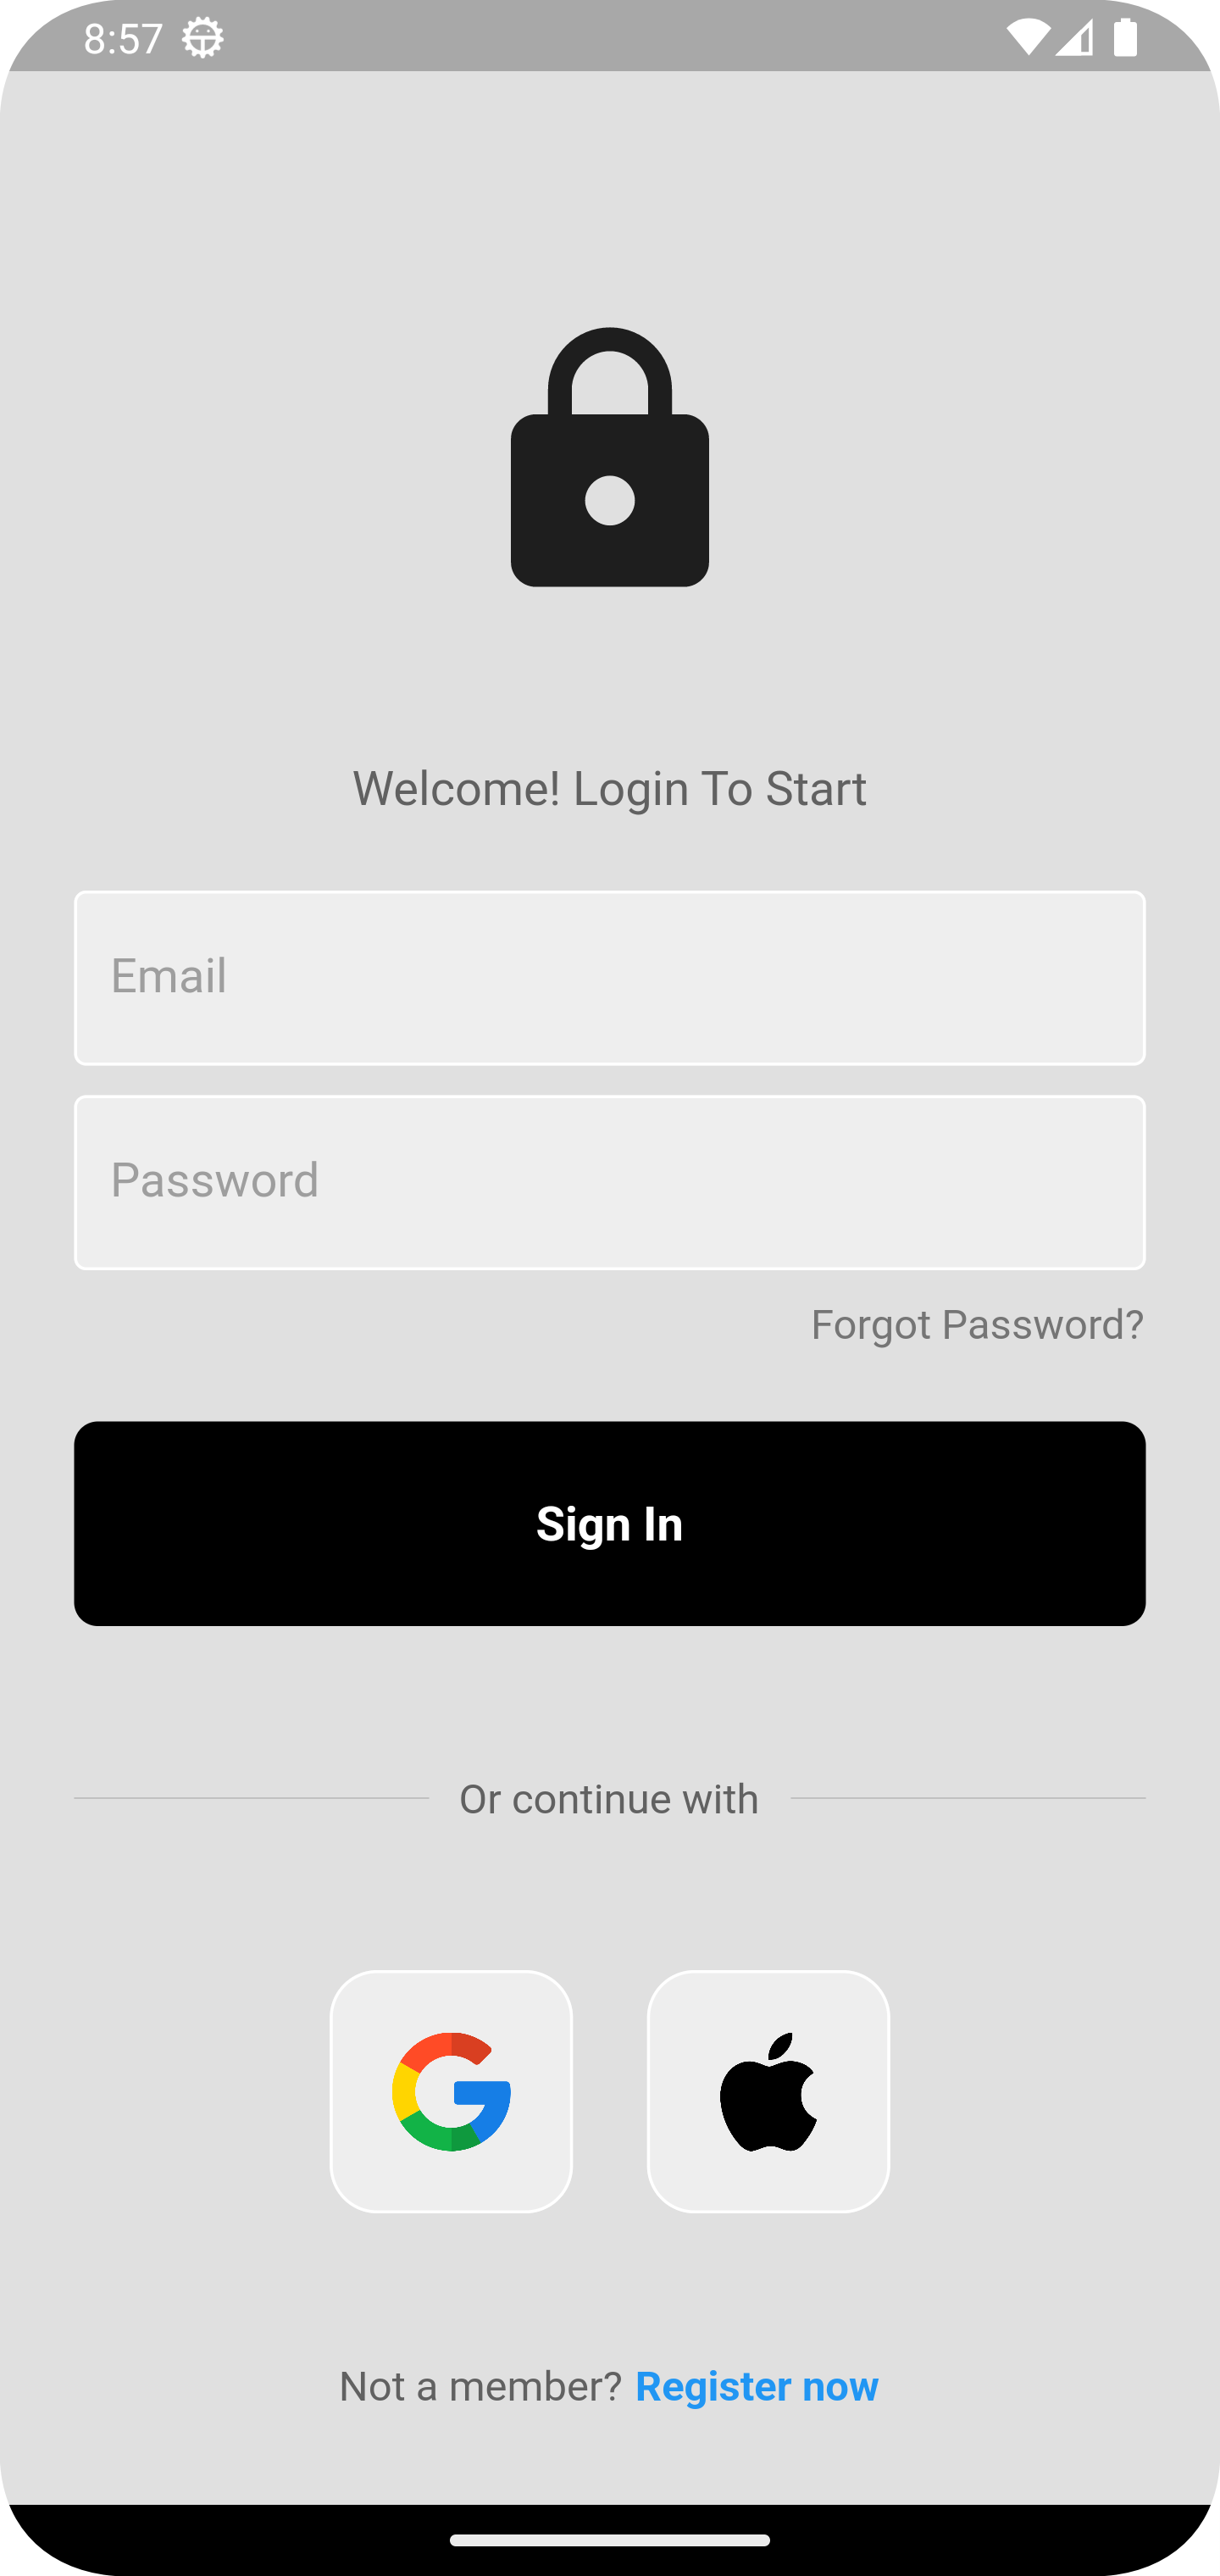 8:57
Welcome! Login To Start
Email
Password
Forgot Password?
Sign In
Or continue with
Not a member? Register now